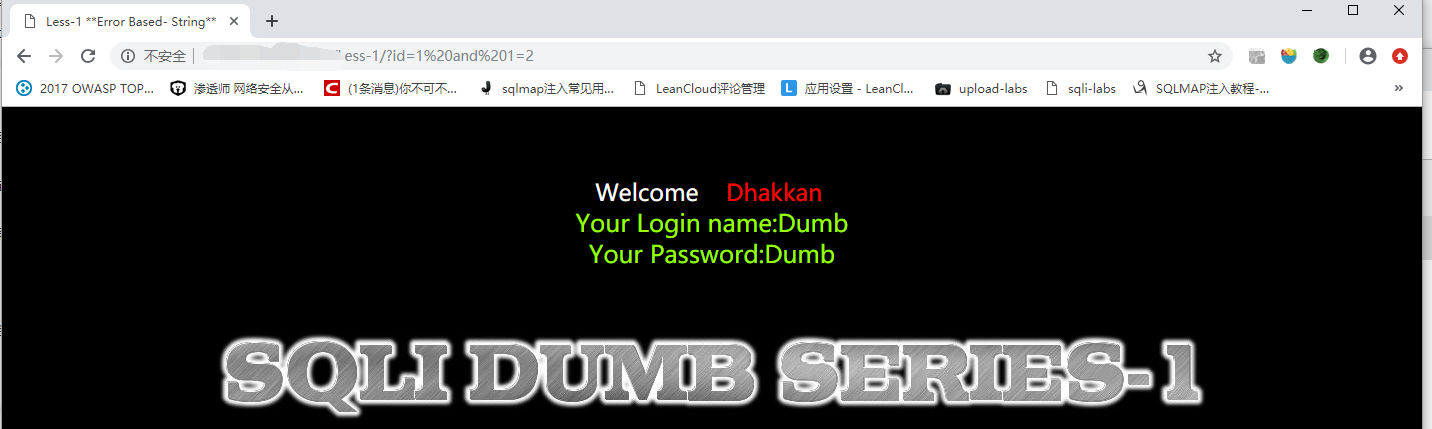 Less-1 **Error Based- String**
不安全 ess-1/?id=1%20and%201=2
2017 OWASP TOP... 渗透师 网络安全从... (1条消息)你不可不... sqlmap注入常见用... LeanCloud评论管理 应用设置 - LeanCl... upload-labs sqli-labs SQLMAP注入教程-... »
Welcome Dhakkan
Your Login name:Dumb
Your Password:Dumb
SQLI DUMB SERIES-1